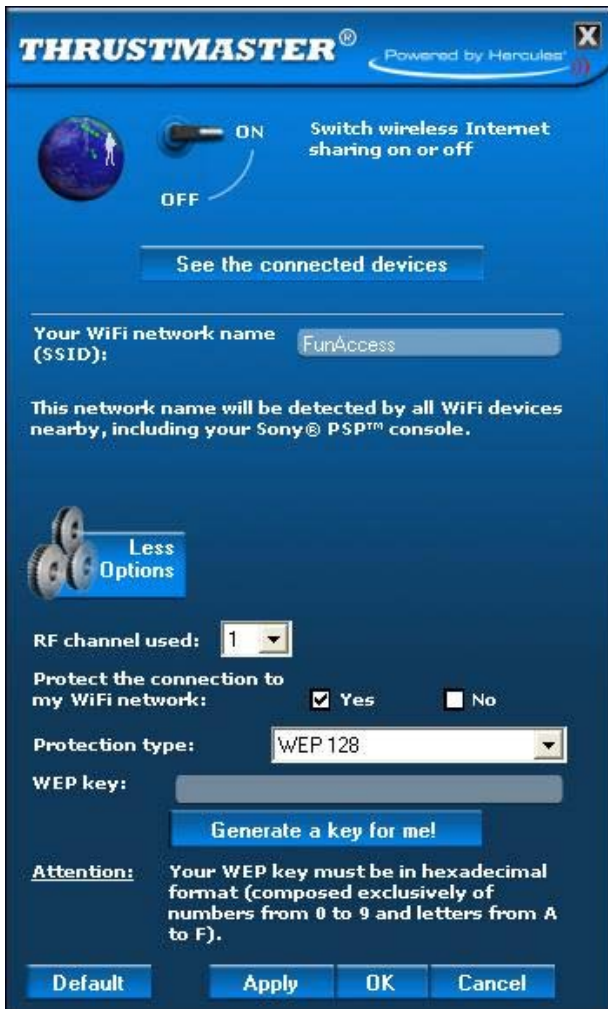 THRUSTMASTER® Powered by Hercules X
ON
Switch wireless Internet
sharing on or off
OFF
See the connected devices
Your WiFi network name
(SSID):
FunAccess
This network name will be detected by all WiFi devices
nearby, including your Sony® PSP™ console.
Less
Options
RF channel used: 1
Protect the connection to
my WiFi network: Yes No
Protection type: WEP 128
WEP key:
Generate a key for me!
Attention: Your WEP key must be in hexadecimal
format (composed exclusively of
numbers from 0 to 9 and letters from A
to F).
Default Apply OK Cancel